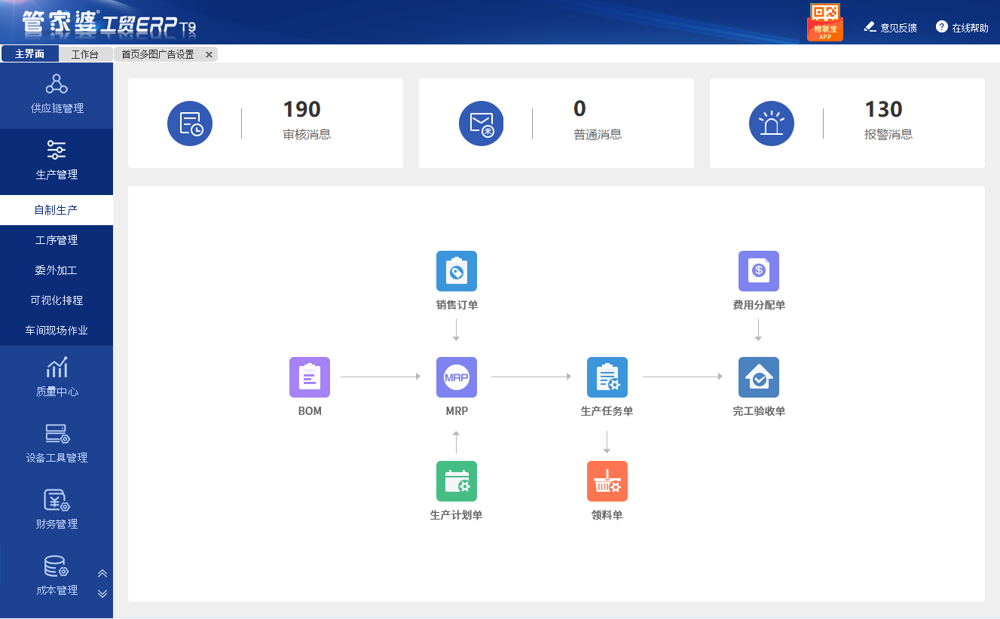 管家婆®工贸ERP T9
物联宝
APP
意见反馈
在线帮助
主界面
工作台
首页多图广告设置
供应链管理
生产管理
自制生产
工序管理
委外加工
可视化排程
车间现场作业
质量中心
设备工具管理
财务管理
成本管理
190
审核消息
未
0
普通消息
130
报警消息
销售订单
$
费用分配单
BOM
MRP
MRP
生产任务单
完工验收单
生产计划单
领料单